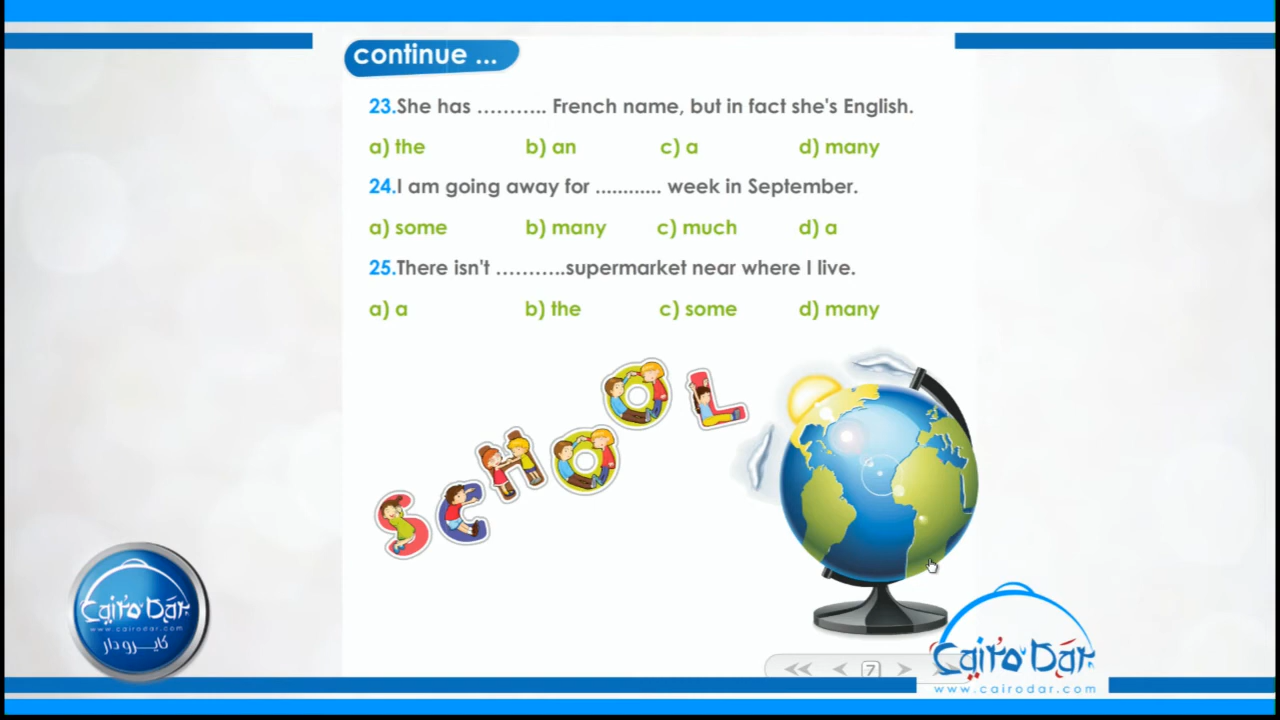 continue ...
23.She has ……….. French name, but in fact she's English.
a) the b) an c) a d) many
24.I am going away for ............ week in September.
a) some b) many c) much d) a
25.There isn't ………..supermarket near where I live.
a) a b) the c) some d) many
SCHOOL
Cairo Dar
www.cairodar.com
كايرو دار
7
Cairo Dar
www.cairodar.com